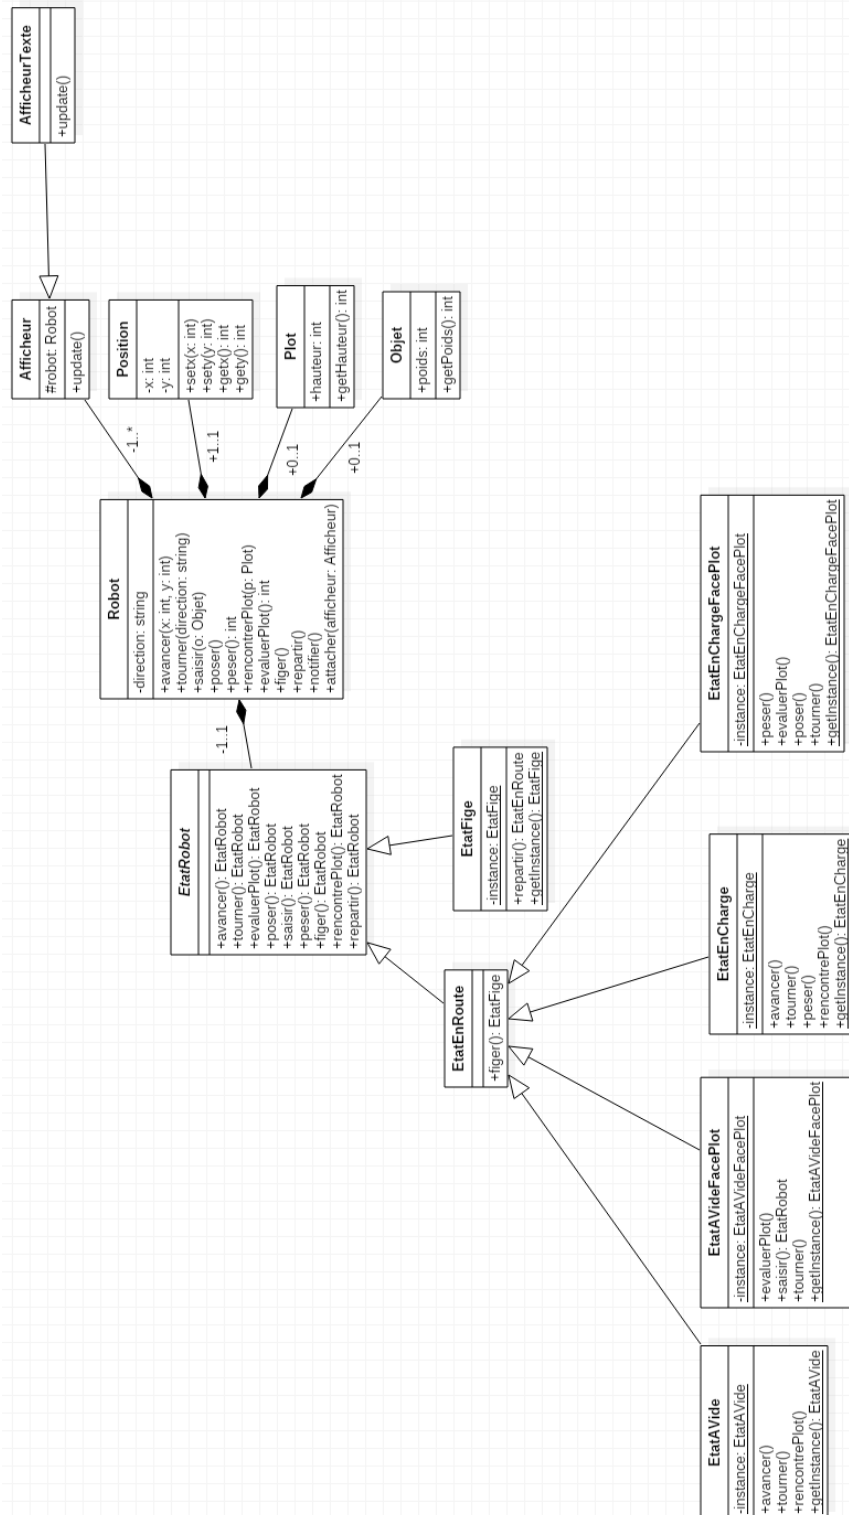 AfficheurTexte
+update()
Afficheur
#robot: Robot
+update()
Position
-x: int
-y: int
+setx(x: int)
+sety(y: int)
+getx(): int
+gety(): int
Plot
+hauteur: int
+getHauteur(): int
Objet
+poids: int
+getPoids(): int
-1..*
+1..1
+0..1
+0..1
Robot
-direction: string
+avancer(x: int, y: int)
+tourner(direction: string)
+saisir(o: Objet)
+poser()
+peser(): int
+rencontrerPlot(p: Plot)
+evaluerPlot(): int
+figer()
+repartir()
+notifier()
+attacher(afficheur: Afficheur)
-1..1
EtatRobot
+avancer(): EtatRobot
+tourner(): EtatRobot
+evaluerPlot(): EtatRobot
+poser(): EtatRobot
+saisir(): EtatRobot
+peser(): EtatRobot
+figer(): EtatRobot
+rencontrePlot(): EtatRobot
+repartir(): EtatRobot
EtatFige
-instance: EtatFige
+repartir(): EtatEnRoute
+getInstance(): EtatFige
EtatEnRoute
+figer(): EtatFige
EtatEnChargeFacePlot
-instance: EtatEnChargeFacePlot
+peser()
+evaluerPlot()
+poser()
+tourner()
+getInstance(): EtatEnChargeFacePlot
EtatEnCharge
-instance: EtatEnCharge
+avancer()
+tourner()
+peser()
+rencontrePlot()
+getInstance(): EtatEnCharge
EtatAVideFacePlot
-instance: EtatAVideFacePlot
+evaluerPlot()
+saisir(): EtatRobot
+tourner()
+getInstance(): EtatAVideFacePlot
EtatAVide
-instance: EtatAVide
+avancer()
+tourner()
+rencontrePlot()
+getInstance(): EtatAVide